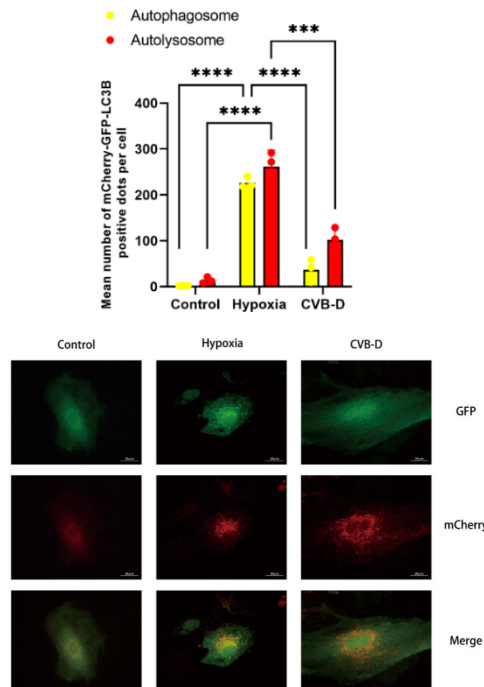 Autophagosome
Autolysosome
***
**** ****
****
Mean number of mCherry-GFP-LC3B
positive dots per cell
400
300
200
100
0
Control Hypoxia CVB-D
Control Hypoxia CVB-D
GFP
mCherry
Merge